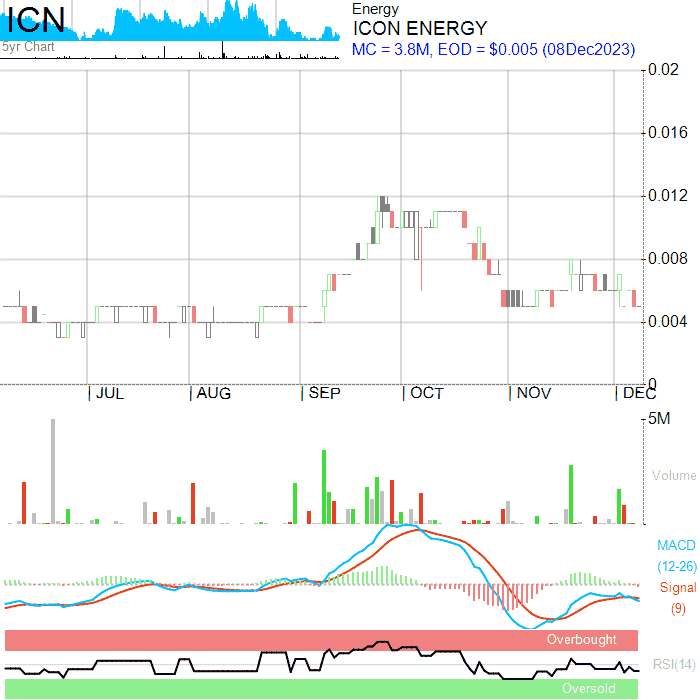 ICN
5yr Chart
Energy
ICON ENERGY
MC = 3.8M, EOD = $0.005 (08Dec2023)
0.02
0.016
0.012
0.008
0.004
0
JUL
AUG
SEP
OCT
NOV
DEC
5M
Volume
MACD
(12-26)
Signal
(9)
Overbought
RSI(14)
Oversold